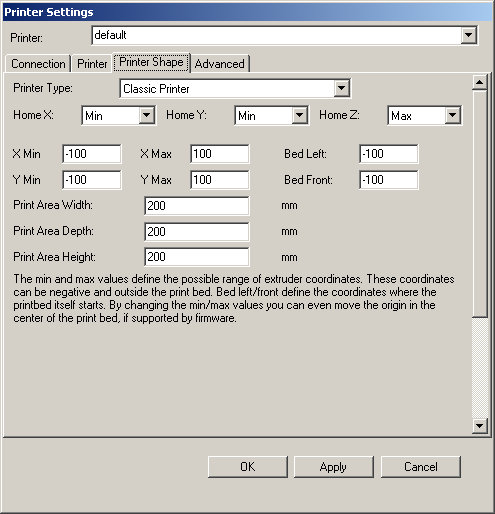 Printer Settings
Printer: default
Connection Printer Printer Shape Advanced
Printer Type: Classic Printer
Home X: Min Home Y: Min Home Z: Max
X Min -100 X Max 100 Bed Left: -100
Y Min -100 Y Max 100 Bed Front: -100
Print Area Width: 200 mm
Print Area Depth: 200 mm
Print Area Height: 200 mm
The min and max values define the possible range of extruder coordinates. These coordinates
can be negative and outside the print bed. Bed left/front define the coordinates where the
printbed itself starts. By changing the min/max values you can even move the origin in the
center of the print bed, if supported by firmware.
OK Apply Cancel